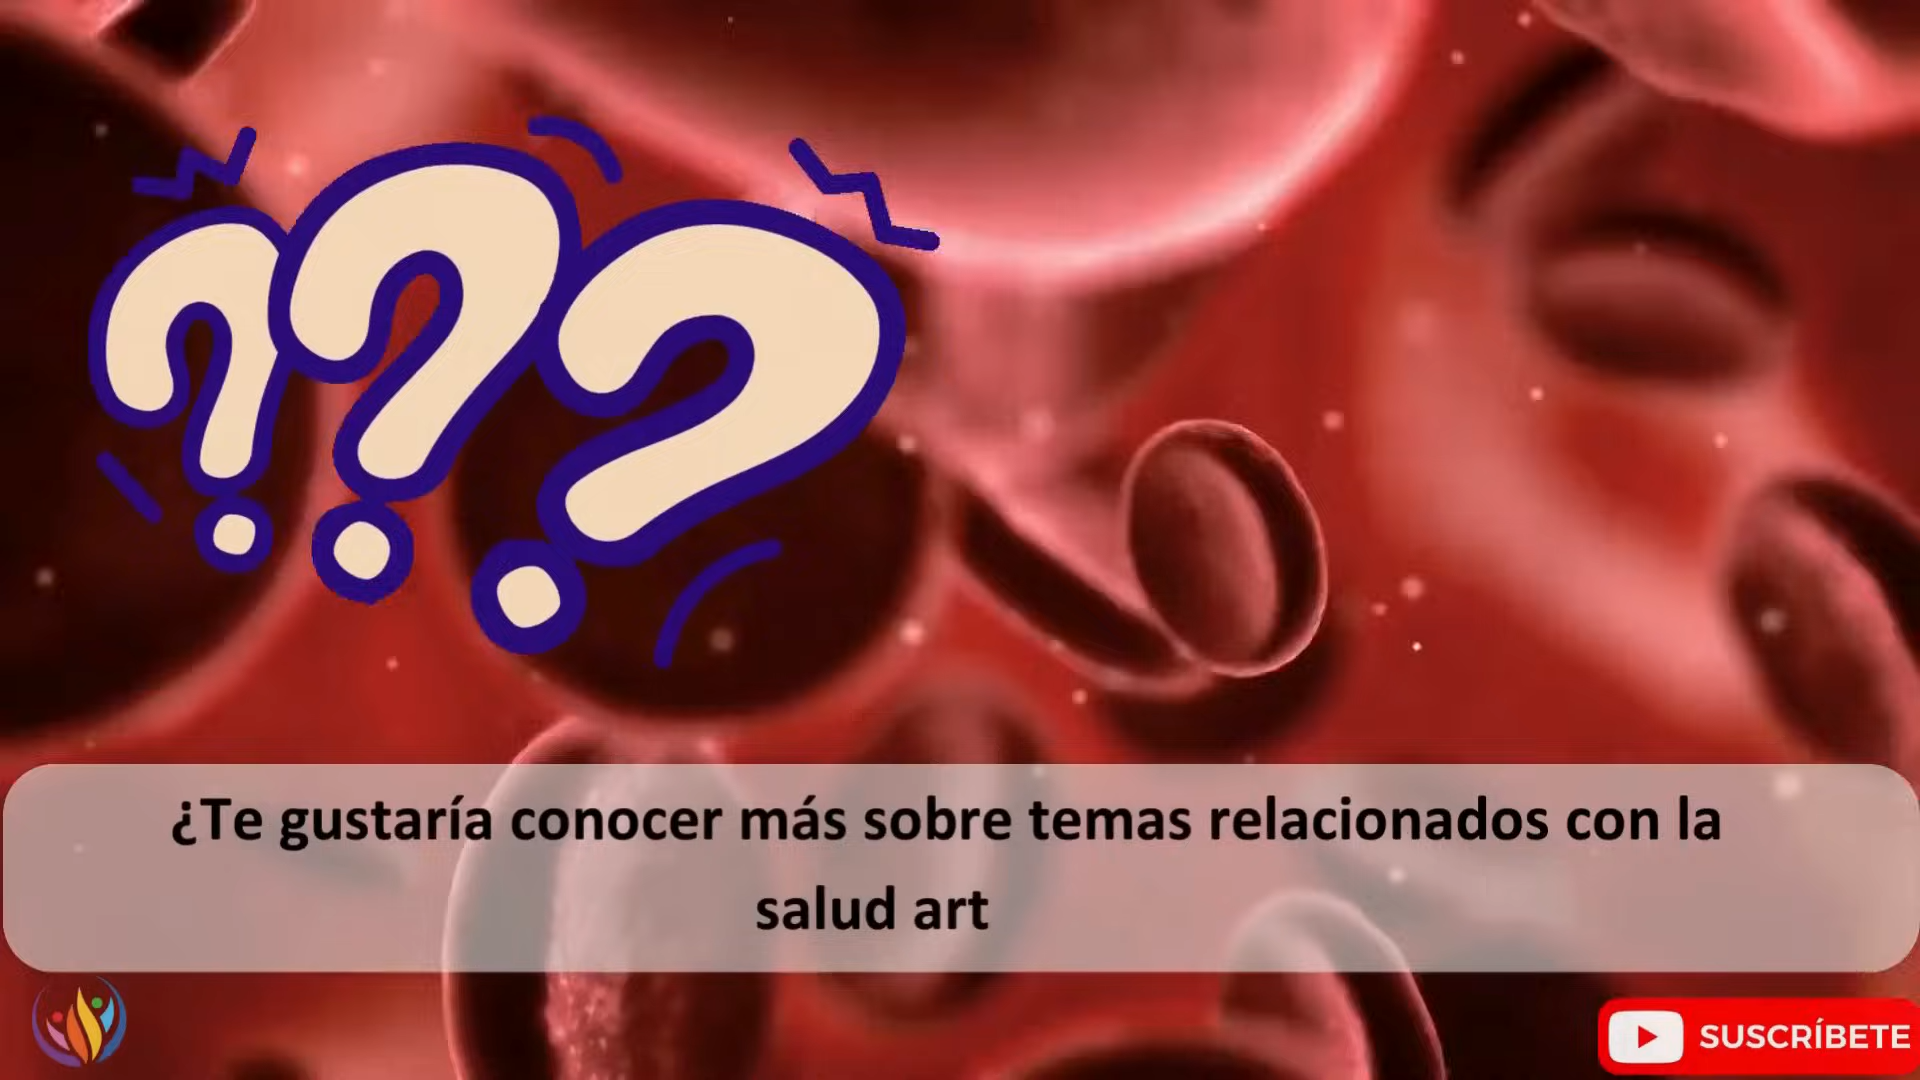 ¿Te gustaría conocer más sobre temas relacionados con la
salud art
SUSCRÍBETE